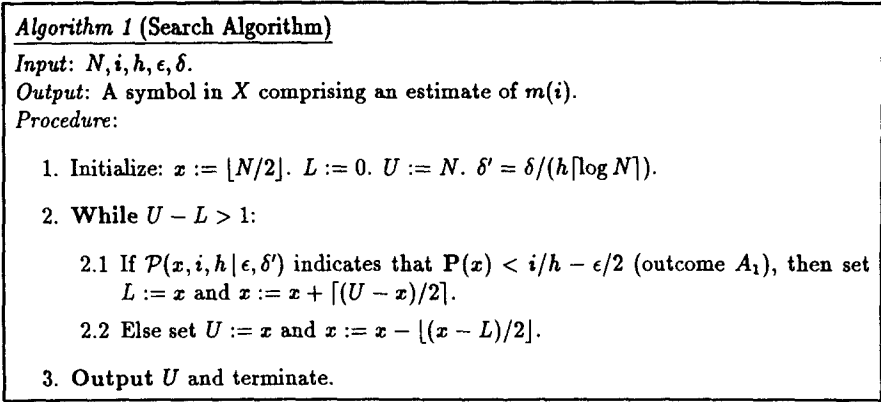 Algorithm 1 (Search Algorithm)
Input: N, i, h, ϵ, δ.
Output: A symbol in X comprising an estimate of m(i).
Procedure:
1. Initialize: x := ⌊N/2⌋. L := 0. U := N. δ′ = δ/(h⌈log N⌉).
2. While U − L > 1:
2.1 If 𝒫(x, i, h | ϵ, δ′) indicates that P(x) < i/h − ϵ/2 (outcome A₁), then set
L := x and x := x + ⌈(U − x)/2⌉.
2.2 Else set U := x and x := x − ⌊(x − L)/2⌋.
3. Output U and terminate.